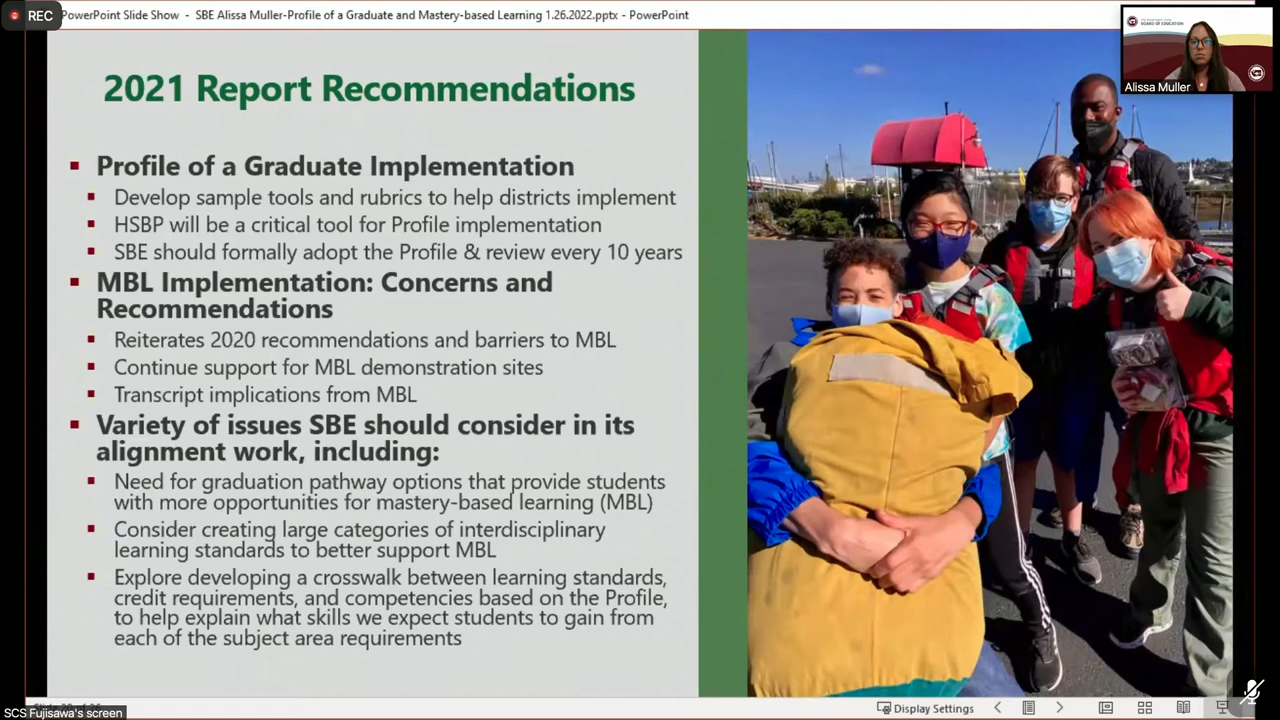 REC
PowerPoint Slide Show - SBE Alissa Muller-Profile of a Graduate and Mastery-based Learning 1.26.2022.pptx - PowerPoint
BOARD OF EDUCATION
Alissa Muller
2021 Report Recommendations
Profile of a Graduate Implementation
Develop sample tools and rubrics to help districts implement
HSBP will be a critical tool for Profile implementation
SBE should formally adopt the Profile & review every 10 years
MBL Implementation: Concerns and
Recommendations
Reiterates 2020 recommendations and barriers to MBL
Continue support for MBL demonstration sites
Transcript implications from MBL
Variety of issues SBE should consider in its
alignment work, including:
Need for graduation pathway options that provide students
with more opportunities for mastery-based learning (MBL)
Consider creating large categories of interdisciplinary
learning standards to better support MBL
Explore developing a crosswalk between learning standards,
credit requirements, and competencies based on the Profile,
to help explain what skills we expect students to gain from
each of the subject area requirements
Display Settings
SCS Fujisawa's screen